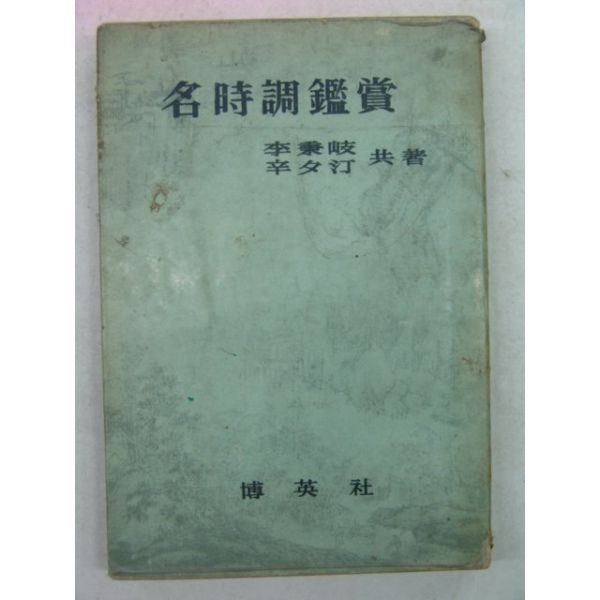 名時調鑑賞
李秉岐
辛夕汀 共著
博英社